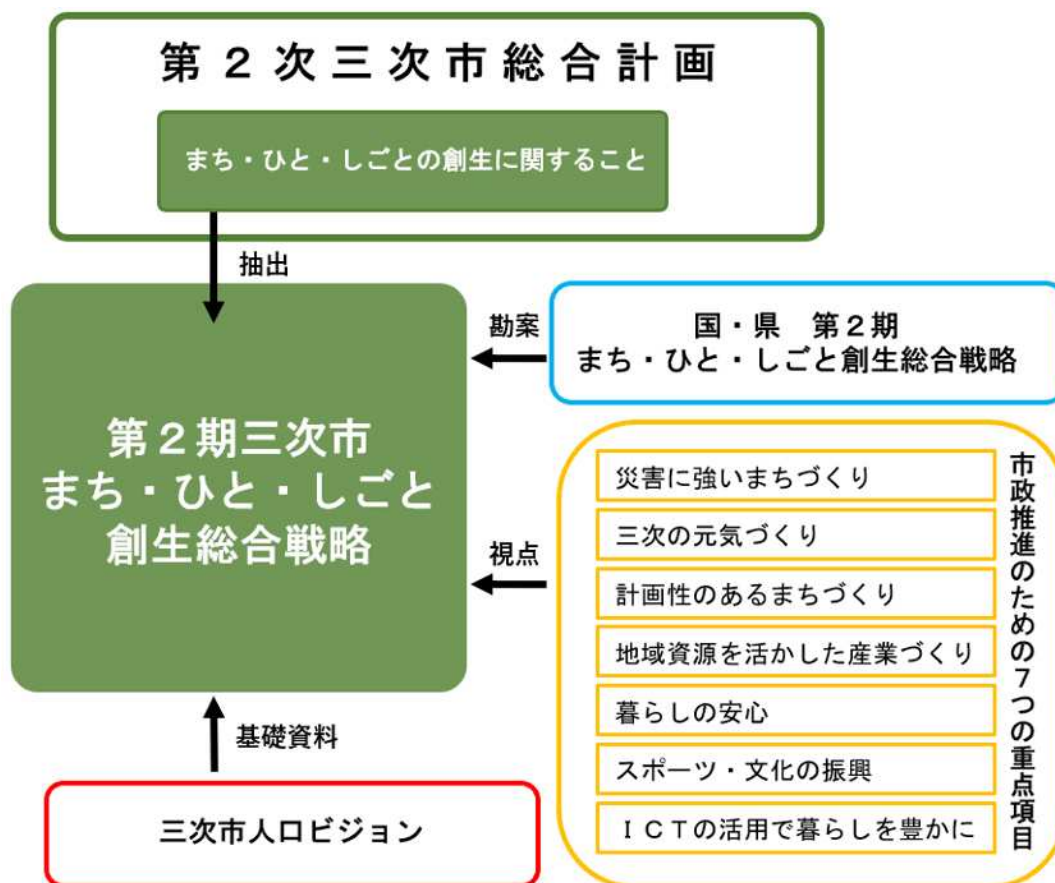 第２次三次市総合計画
まち・ひと・しごとの創生に関すること
抽出
第２期三次市
まち・ひと・しごと
創生総合戦略
勘案
国・県　第２期
まち・ひと・しごと創生総合戦略
視点
市政推進のための７つの重点項目
災害に強いまちづくり
三次の元気づくり
計画性のあるまちづくり
地域資源を活かした産業づくり
暮らしの安心
スポーツ・文化の振興
ＩＣＴの活用で暮らしを豊かに
基礎資料
三次市人口ビジョン